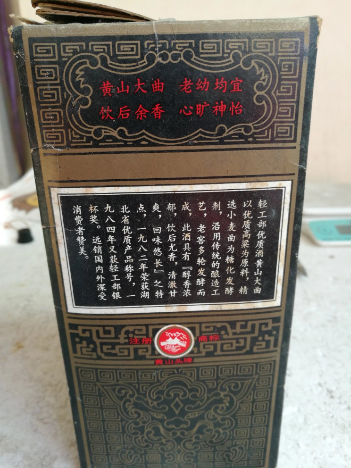 黄山大曲 老幼均宜
饮后余香 心旷神怡
轻工部优质酒黄山大曲
以优质高粱为原料，精
选小麦曲为糖化发酵
剂，沿用传统的酿造工
艺，老窖多轮发酵而
成，此酒具有『醇香浓
郁，饮后尤香，清澈甘
爽，回味悠长』之特
点，一九八二年荣获湖
北省优质产品称号，一
九八四年又获轻工部银
杯奖。远销国内外深受
消费者赞美。
注册 商标
黄山头牌